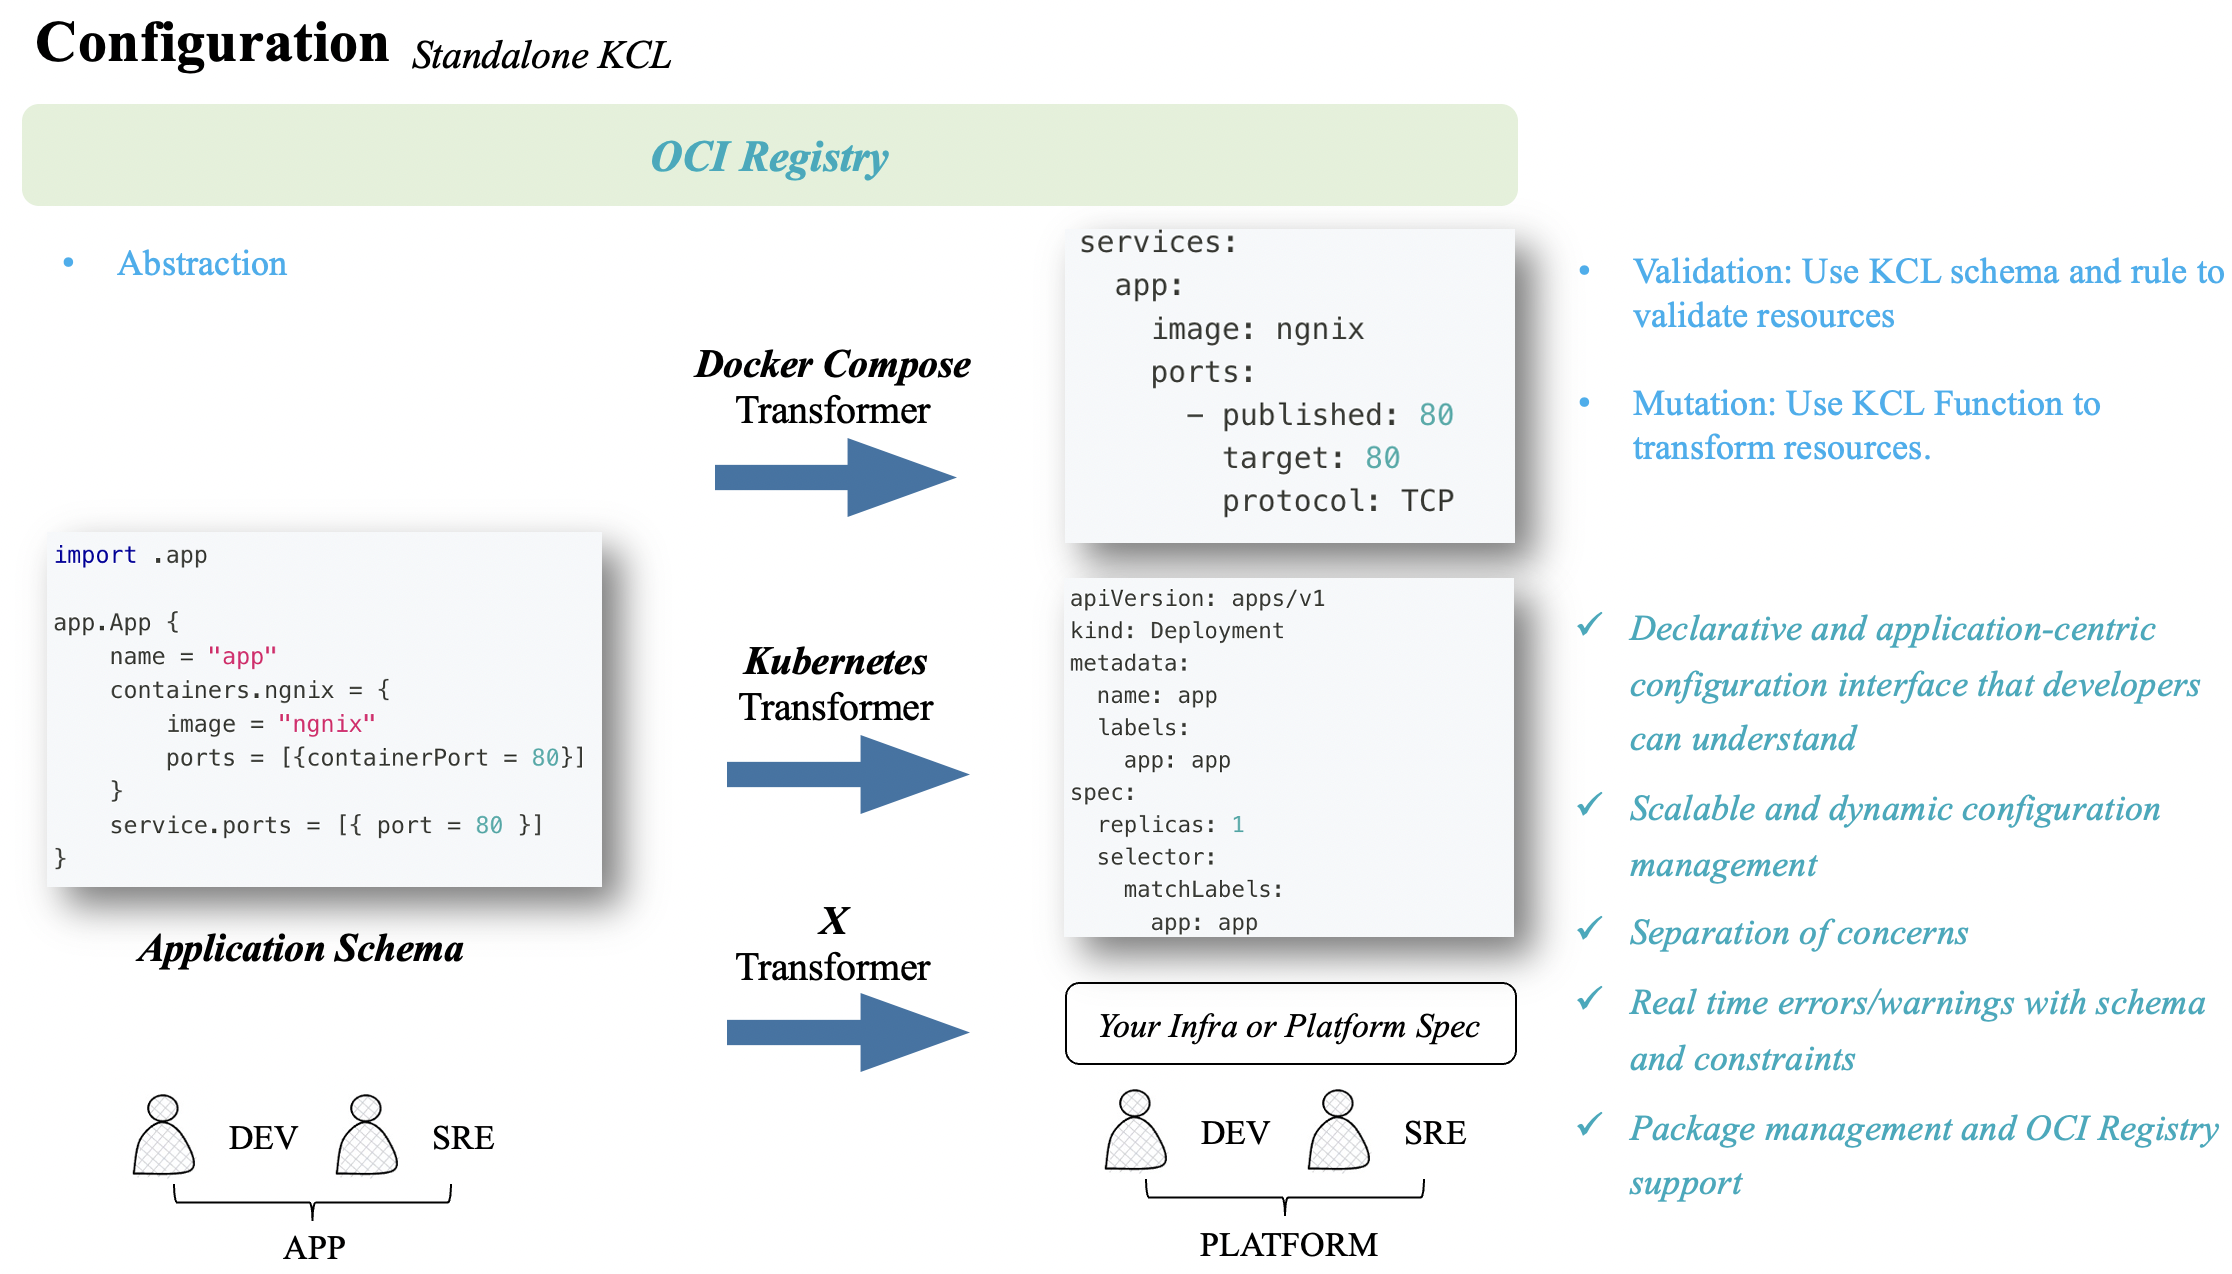 Configuration Standalone KCL
OCI Registry
• Abstraction
import .app
app.App {
    name = "app"
    containers.ngnix = {
        image = "ngnix"
        ports = [{containerPort = 80}]
    }
    service.ports = [{ port = 80 }]
}
Application Schema
DEV SRE
APP
Docker Compose
Transformer
Kubernetes
Transformer
X
Transformer
services:
  app:
    image: ngnix
    ports:
      - published: 80
        target: 80
        protocol: TCP
apiVersion: apps/v1
kind: Deployment
metadata:
  name: app
  labels:
    app: app
spec:
  replicas: 1
  selector:
    matchLabels:
      app: app
Your Infra or Platform Spec
DEV SRE
PLATFORM
• Validation: Use KCL schema and rule to
validate resources
• Mutation: Use KCL Function to
transform resources.
✓ Declarative and application-centric
configuration interface that developers
can understand
✓ Scalable and dynamic configuration
management
✓ Separation of concerns
✓ Real time errors/warnings with schema
and constraints
✓ Package management and OCI Registry
support